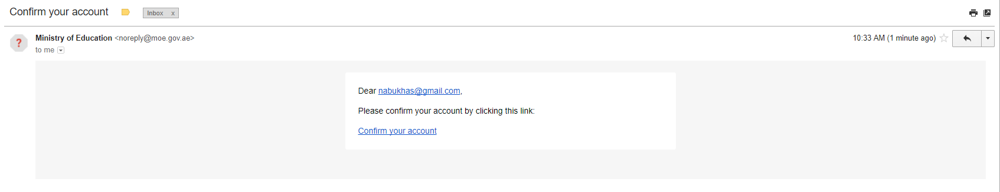 Confirm your account Inbox x
Ministry of Education <noreply@moe.gov.ae> 10:33 AM (1 minute ago)
?
to me
Dear nabukhas@gmail.com,
Please confirm your account by clicking this link:
Confirm your account